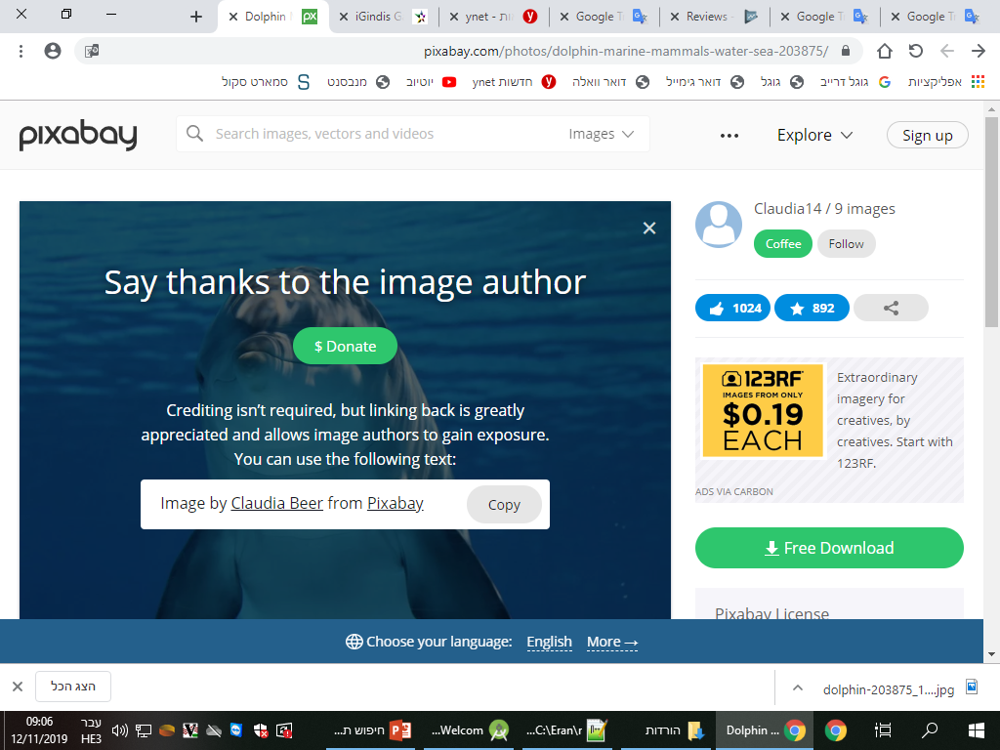 Dolphin
iGindis G
ynet - ות
Google T
Reviews -
Google T
Google T
pixabay.com/photos/dolphin-marine-mammals-water-sea-203875/
אפליקציות
גוגל דרייב
גוגל
דואר גימייל
דואר וואלה
חדשות ynet
יוטיוב
מנבסנט
סמארט סקול
pixabay
Search images, vectors and videos
Images
Explore
Sign up
Say thanks to the image author
$ Donate
Crediting isn’t required, but linking back is greatly
appreciated and allows image authors to gain exposure.
You can use the following text:
Image by Claudia Beer from Pixabay
Copy
Claudia14 / 9 images
Coffee
Follow
1024
892
123RF
IMAGES FROM ONLY
$0.19
EACH
Extraordinary
imagery for
creatives, by
creatives. Start with
123RF.
ADS VIA CARBON
Free Download
Pixabay License
Choose your language: English More →
הצג הכל
dolphin-203875_1....jpg
09:06
12/11/2019
עבר
HE3
חיפוש ת...
...Welcom
...C:\Eran\r
הורדות
Dolphin ...